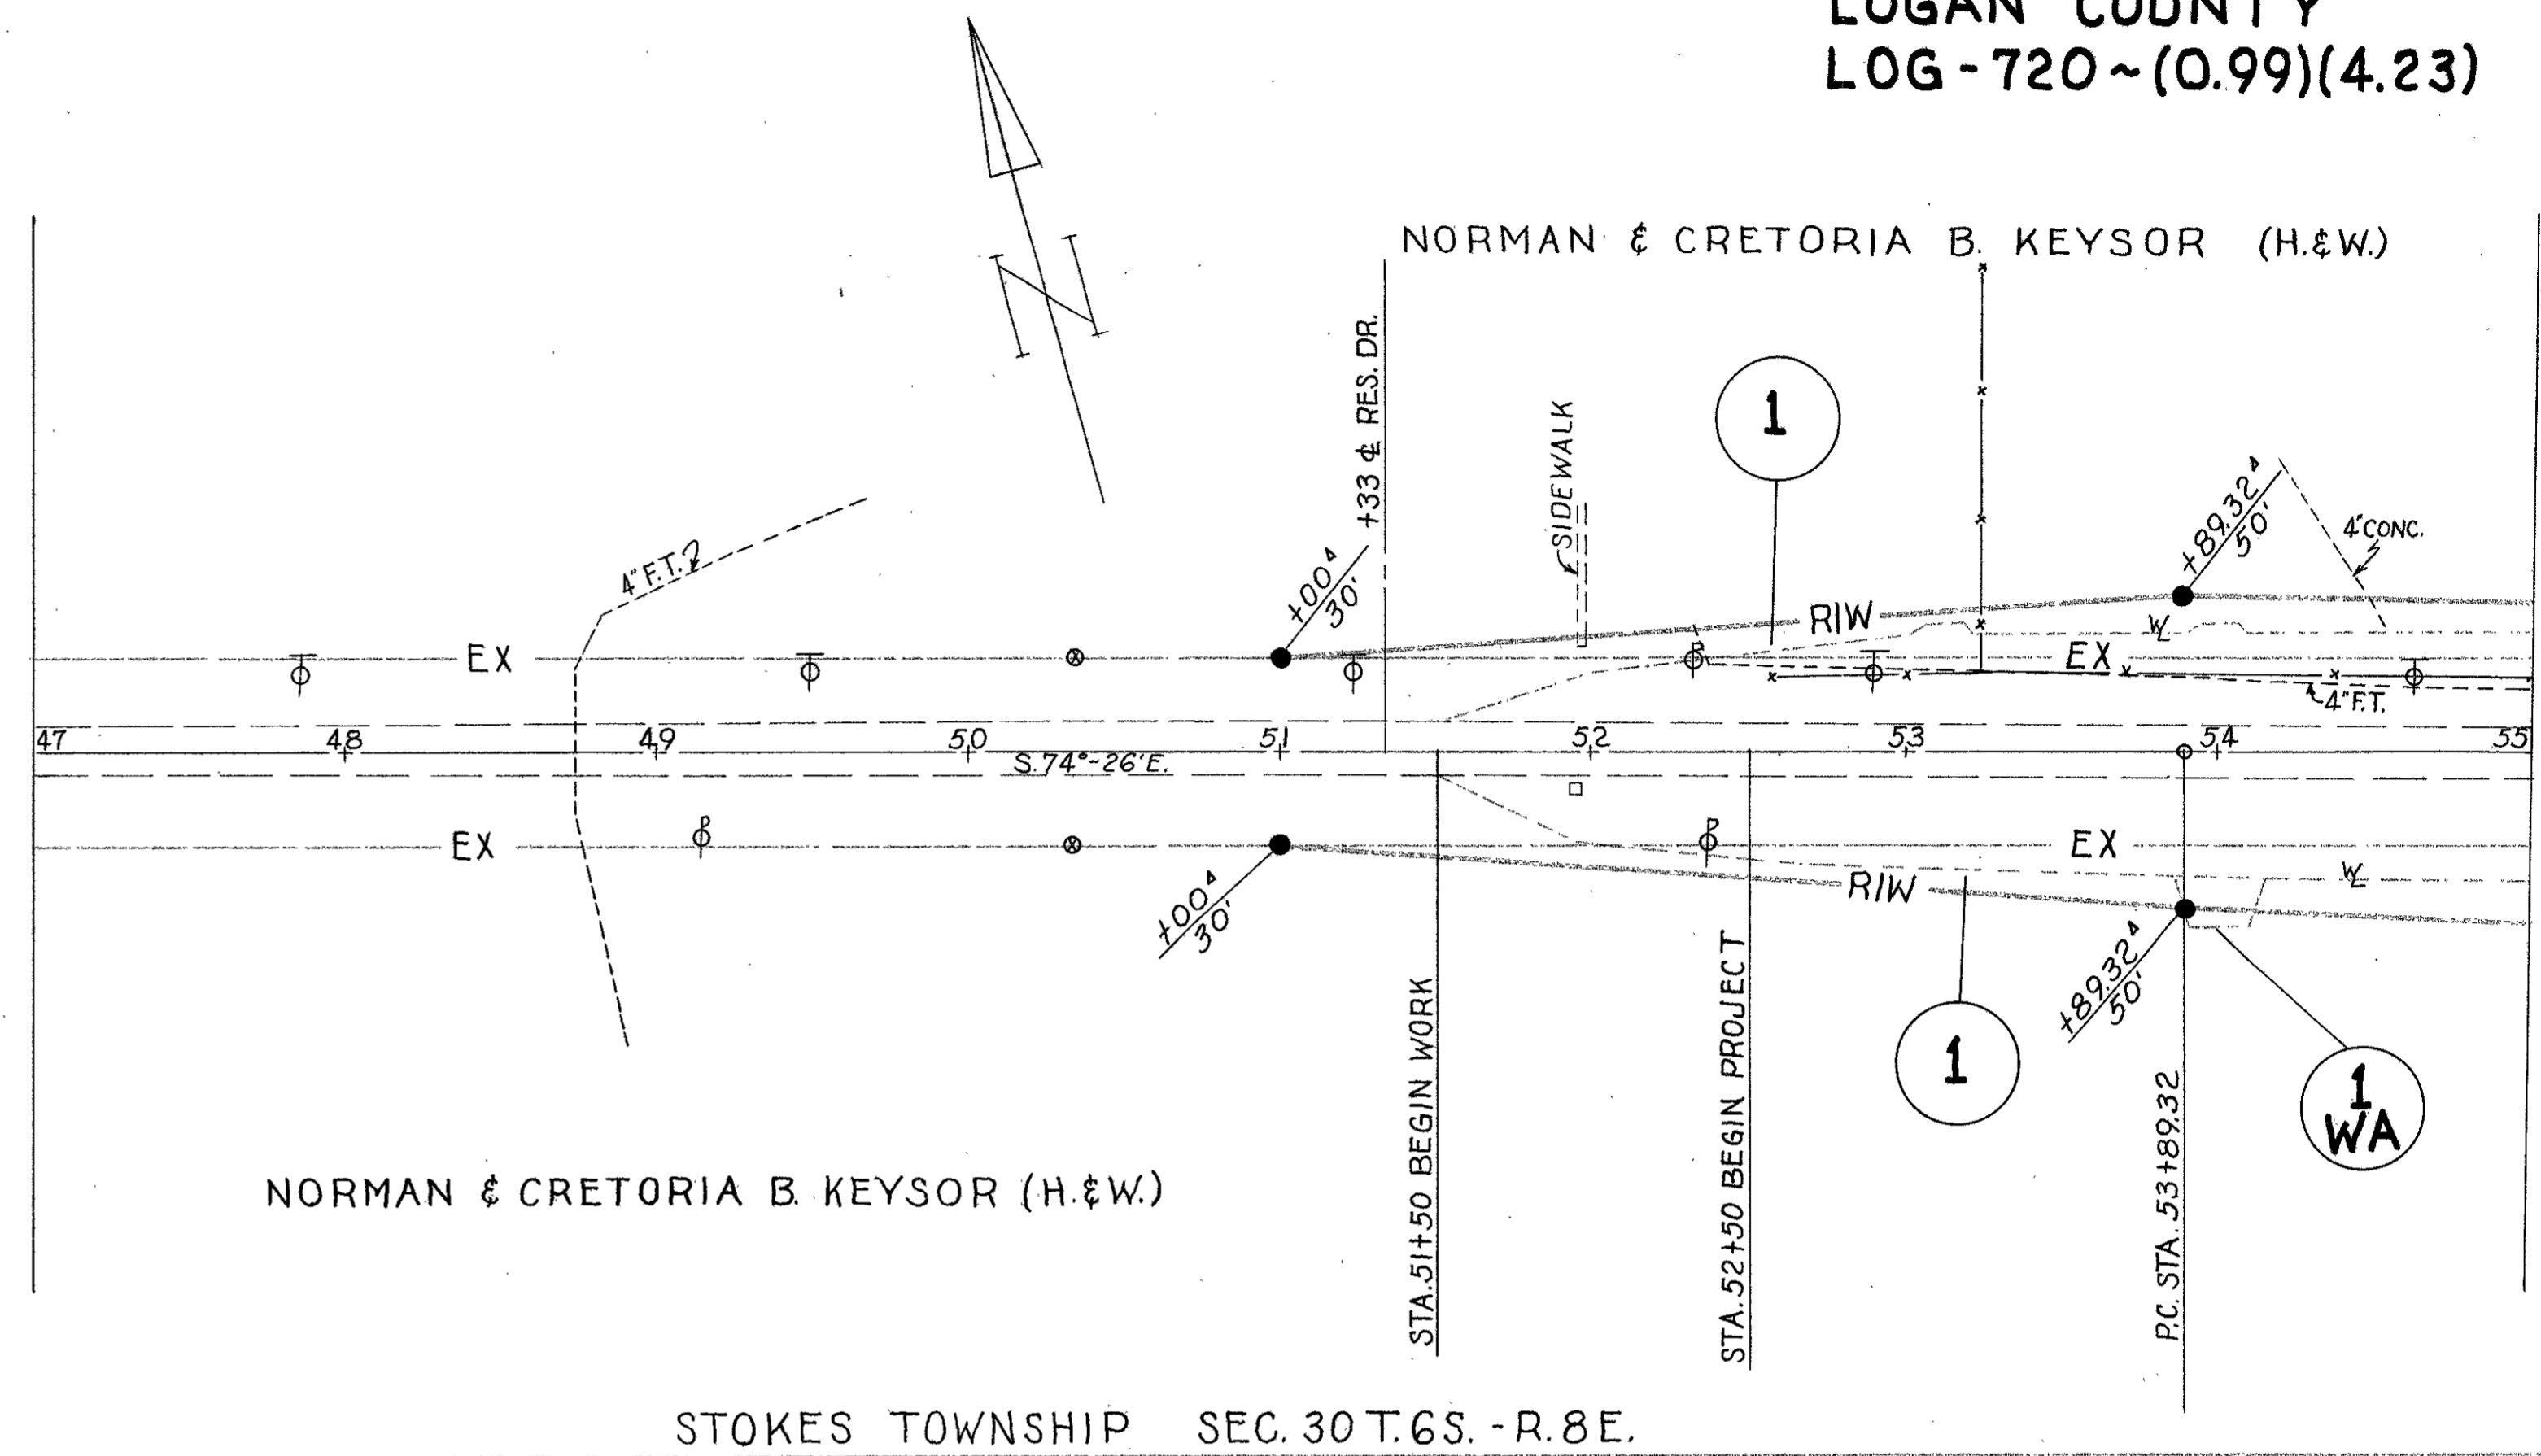 LOGAN COUNTY
LOG-720~(0.99)(4.23)
N
NORMAN & CRETORIA B. KEYSOR (H.&W.)
+33 ℄ RES. DR.
SIDEWALK
1
4" F.T.
+00
30'
+89.32
50'
4" CONC.
R/W
EX
EX
4" F.T.
47 48 49 50 51 52 53 54 55
S.74°-26'E.
EX
EX
R/W
+00
30'
+89.32
50'
1
1
WA
STA. 51+50 BEGIN WORK
STA. 52+50 BEGIN PROJECT
P.C. STA. 53+89.32
NORMAN & CRETORIA B. KEYSOR (H.&W.)
STOKES TOWNSHIP SEC. 30 T.6S. - R.8E.